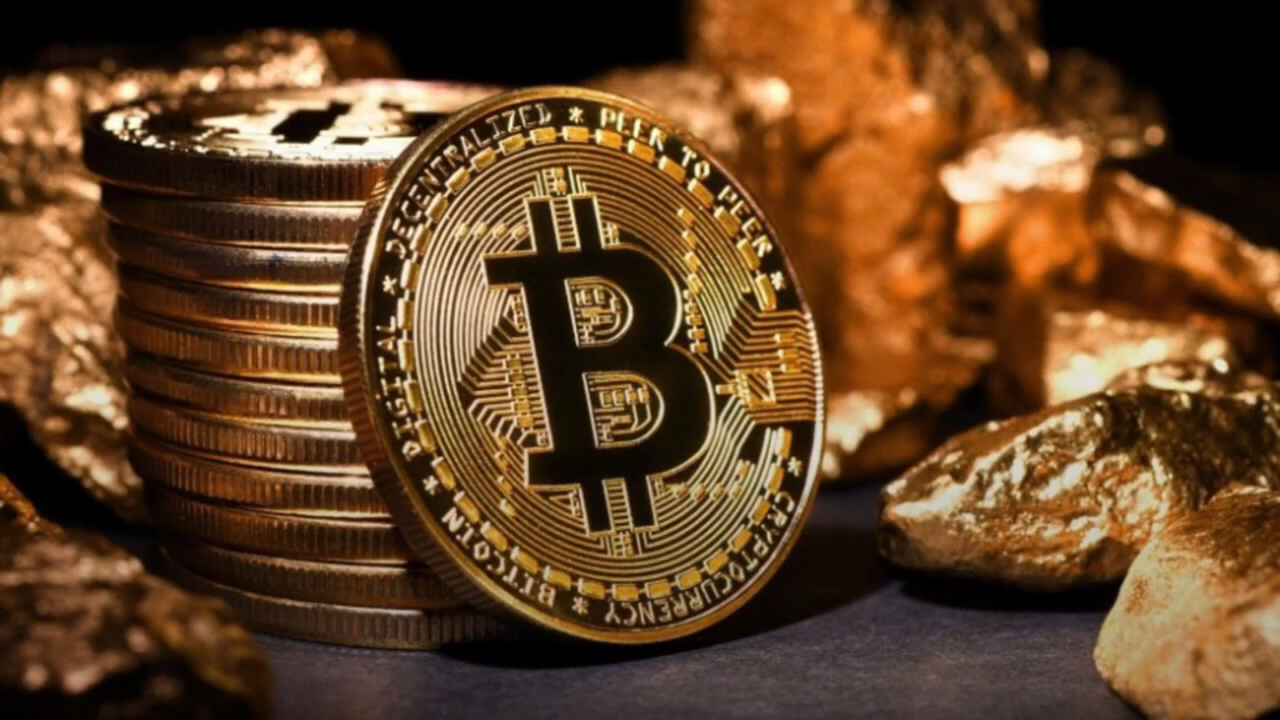 * DECENTRALIZED * PEER TO PEER *
* CRYPTOCURRENCY * BITCOIN * DIGITAL